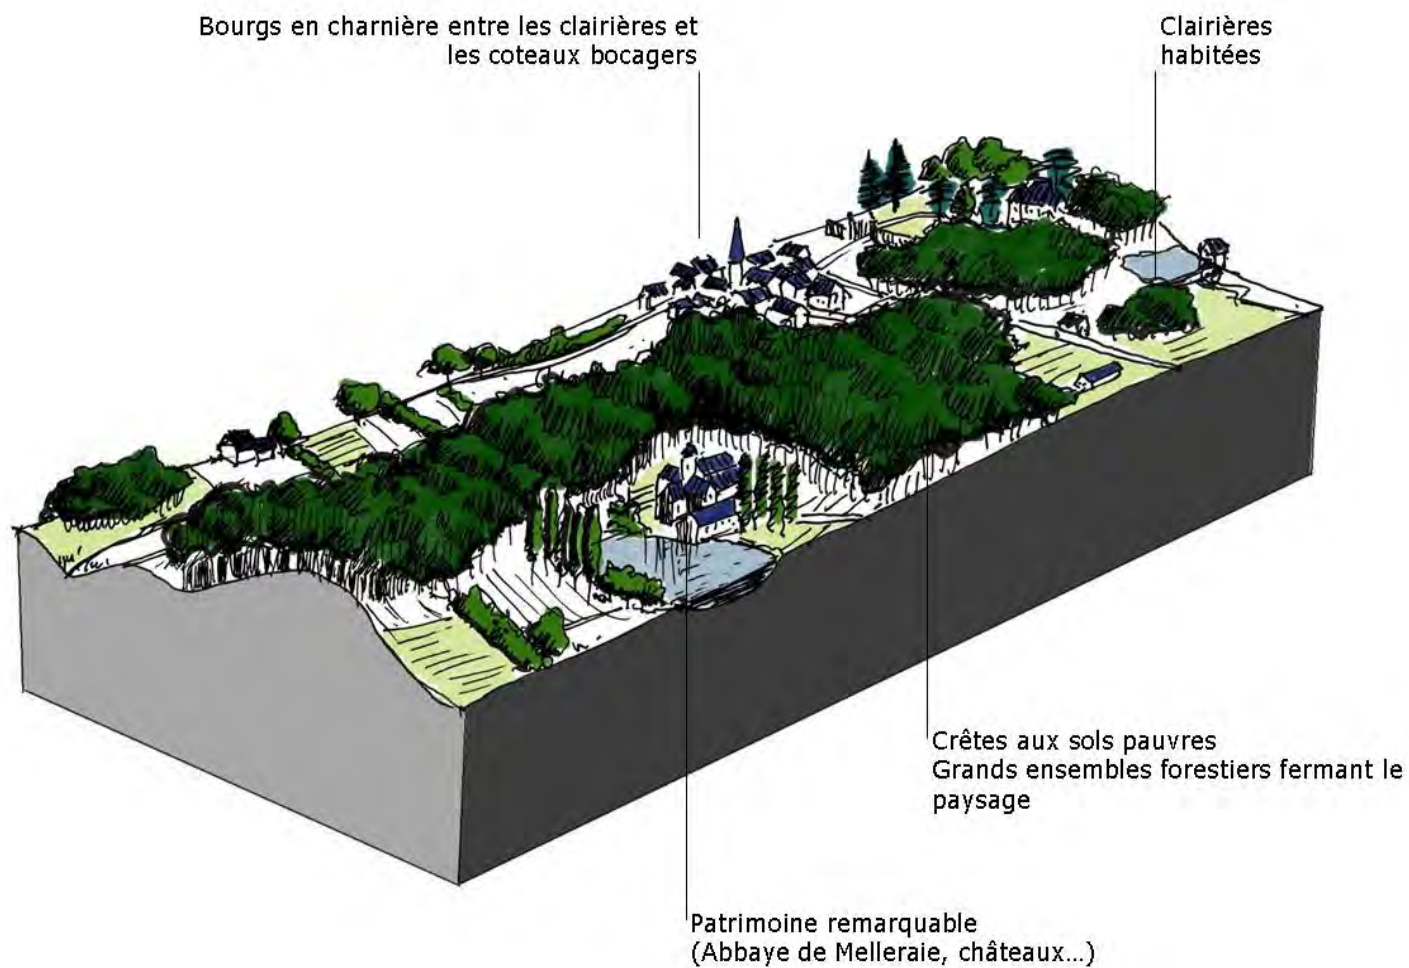 Bourgs en charnière entre les clairières et
les coteaux bocagers
Clairières
habitées
Crêtes aux sols pauvres
Grands ensembles forestiers fermant le
paysage
Patrimoine remarquable
(Abbaye de Melleraie, châteaux...)